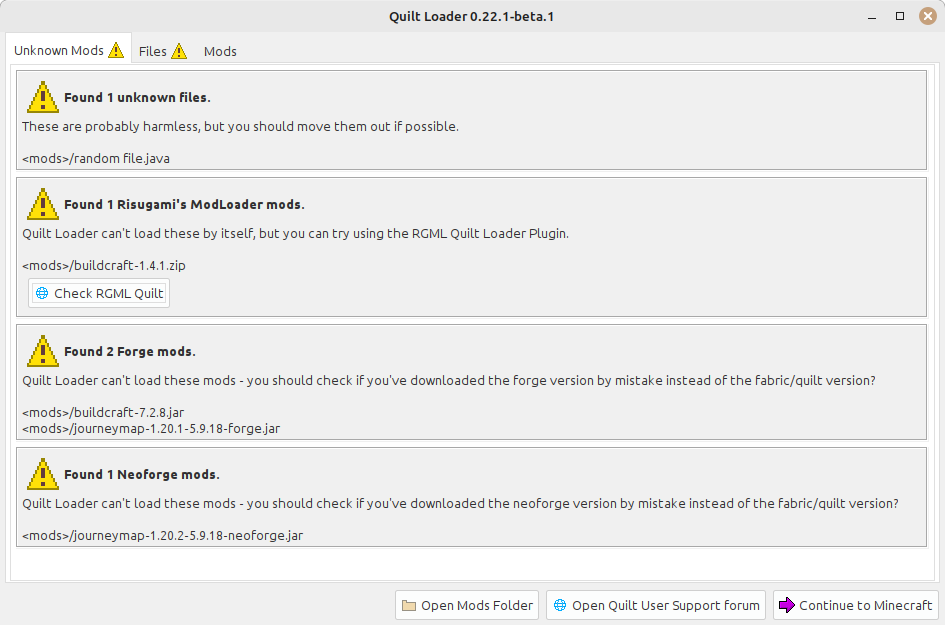 Quilt Loader 0.22.1-beta.1
Unknown Mods
Files
Mods
Found 1 unknown files.
These are probably harmless, but you should move them out if possible.
<mods>/random file.java
Found 1 Risugami's ModLoader mods.
Quilt Loader can't load these by itself, but you can try using the RGML Quilt Loader Plugin.
<mods>/buildcraft-1.4.1.zip
Check RGML Quilt
Found 2 Forge mods.
Quilt Loader can't load these mods - you should check if you've downloaded the forge version by mistake instead of the fabric/quilt version?
<mods>/buildcraft-7.2.8.jar
<mods>/journeymap-1.20.1-5.9.18-forge.jar
Found 1 Neoforge mods.
Quilt Loader can't load these mods - you should check if you've downloaded the neoforge version by mistake instead of the fabric/quilt version?
<mods>/journeymap-1.20.2-5.9.18-neoforge.jar
Open Mods Folder
Open Quilt User Support forum
Continue to Minecraft